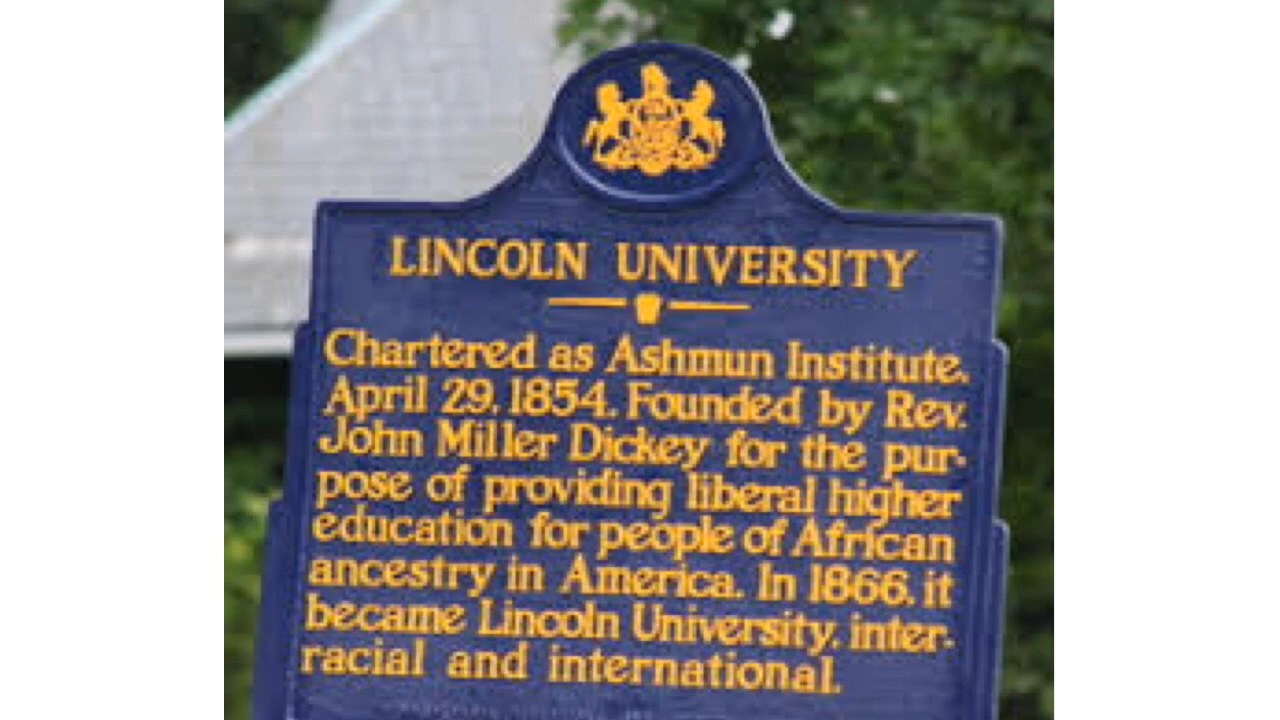 LINCOLN UNIVERSITY
Chartered as Ashmun Institute,
April 29, 1854. Founded by Rev.
John Miller Dickey for the pur-
pose of providing liberal higher
education for people of African
ancestry in America. In 1866, it
became Lincoln University, inter-
racial and international.